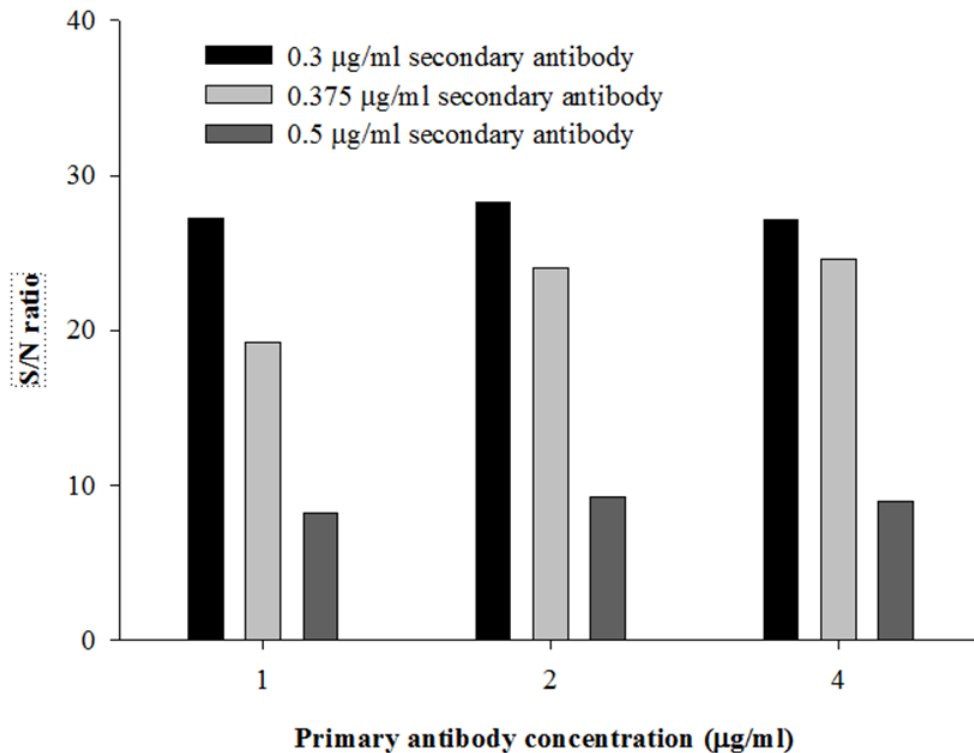 40
0.3 μg/ml secondary antibody
0.375 μg/ml secondary antibody
0.5 μg/ml secondary antibody
30
S/N ratio
20
10
0
1 2 4
Primary antibody concentration (μg/ml)